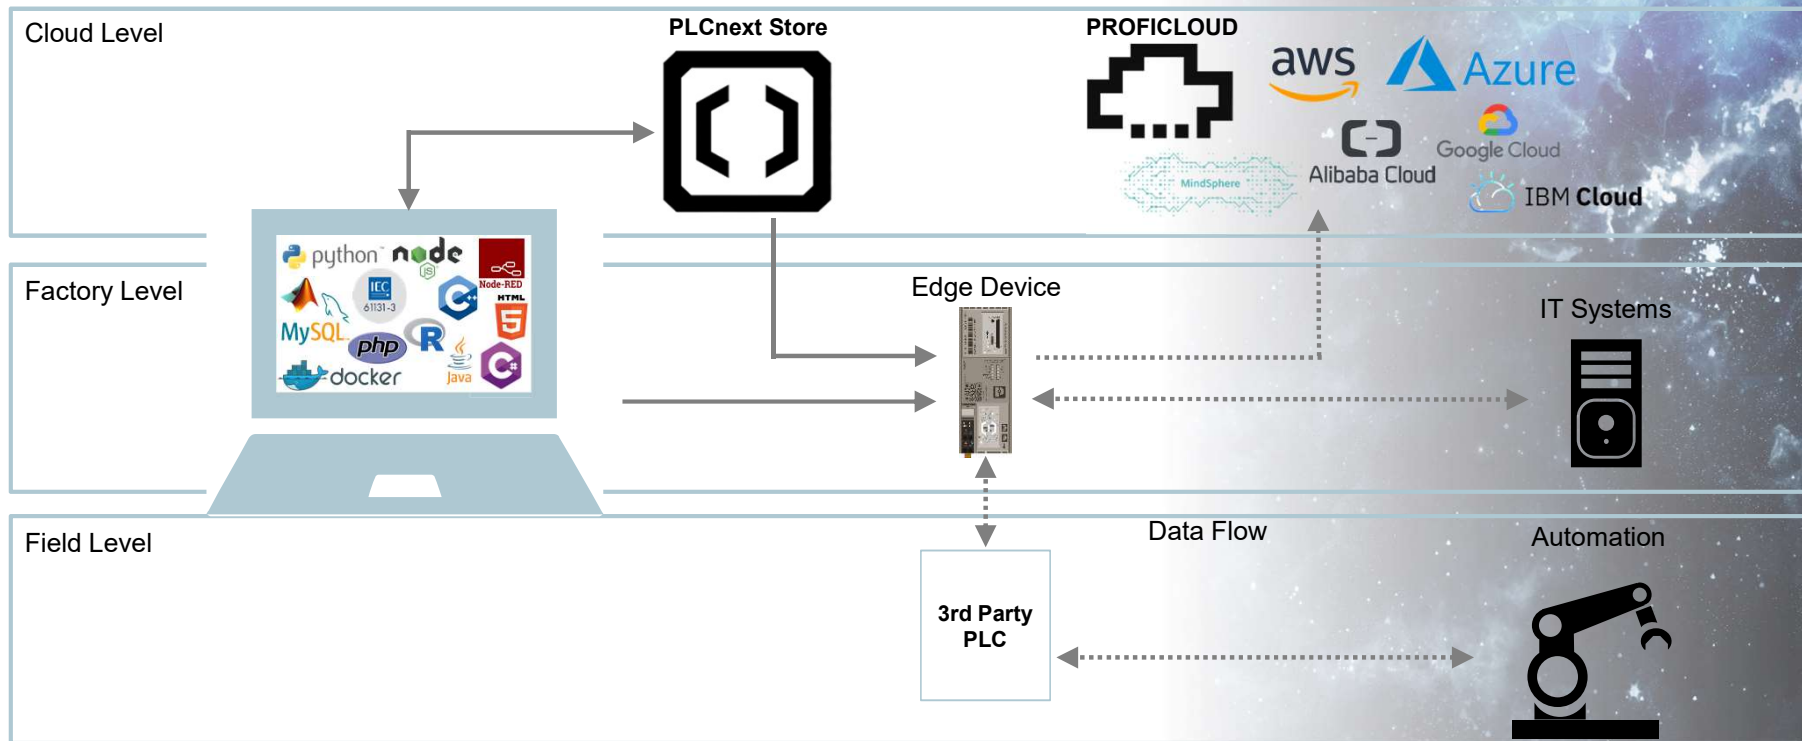 Cloud Level
PLCnext Store
PROFICLOUD
aws
Azure
Google Cloud
Alibaba Cloud
MindSphere
IBM Cloud
python
node
JS
Node-RED
IEC
61131-3
C++
HTML
5
MySQL
php
R
Java
C#
docker
Factory Level
Edge Device
IT Systems
Field Level
Data Flow
Automation
3rd Party
PLC